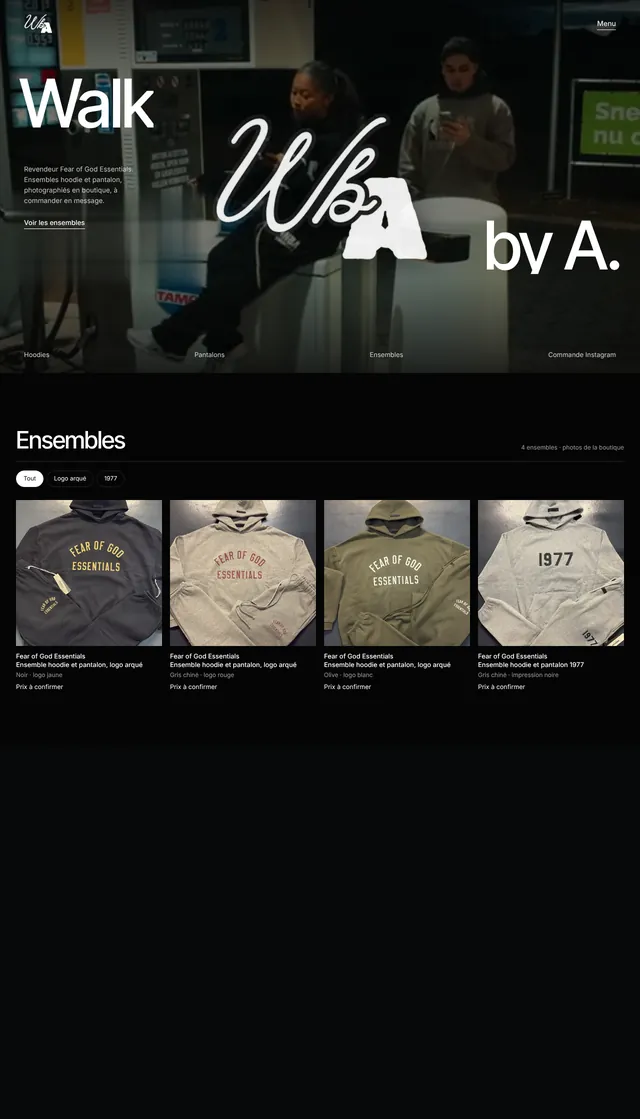 WbA
Menu
Walk
Revendeur Fear of God Essentials.
Ensembles hoodie et pantalon,
photographiés en boutique, à
commander en message.
Voir les ensembles
WbA
by A.
Sne
nu
Hoodies
Pantalons
Ensembles
Commande Instagram
Ensembles
4 ensembles · photos de la boutique
Tout
Logo arqué
1977
FEAR OF GOD
ESSENTIALS
FEAR OF GOD
ESSENTIALS
FEAR OF GOD
ESSENTIALS
1977
1977
Fear of God Essentials
Ensemble hoodie et pantalon, logo arqué
Noir · logo jaune
Prix à confirmer
Fear of God Essentials
Ensemble hoodie et pantalon, logo arqué
Gris chiné · logo rouge
Prix à confirmer
Fear of God Essentials
Ensemble hoodie et pantalon, logo arqué
Olive · logo blanc
Prix à confirmer
Fear of God Essentials
Ensemble hoodie et pantalon 1977
Gris chiné · impression noire
Prix à confirmer